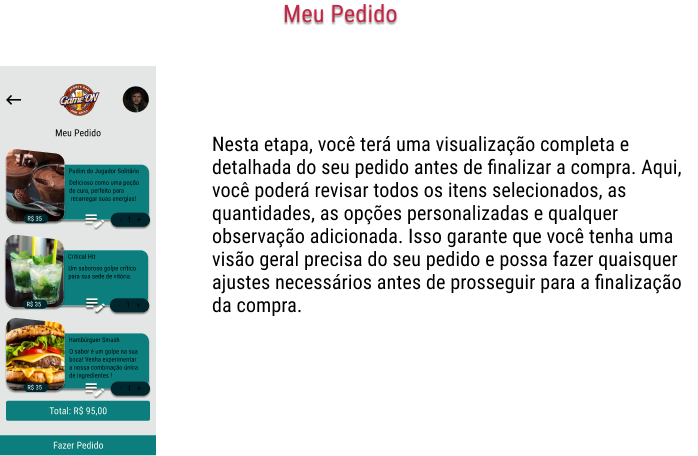 Meu Pedido
Game ON
Meu Pedido
Pudim do Jogador Solitário
Delicioso como uma poção
de cura, perfeito para
recarregar suas energias!
R$ 35
- 1 +
Critical Hit
Um saboroso golpe crítico
para sua sede de vitória.
R$ 35
- 1 +
Hambúrguer Smash
O sabor é um golpe na sua
boca! Venha experimentar
a nossa combinação única
de ingredientes !
R$ 35
- 1 +
Total: R$ 95,00
Fazer Pedido
Nesta etapa, você terá uma visualização completa e
detalhada do seu pedido antes de finalizar a compra. Aqui,
você poderá revisar todos os itens selecionados, as
quantidades, as opções personalizadas e qualquer
observação adicionada. Isso garante que você tenha uma
visão geral precisa do seu pedido e possa fazer quaisquer
ajustes necessários antes de prosseguir para a finalização
da compra.